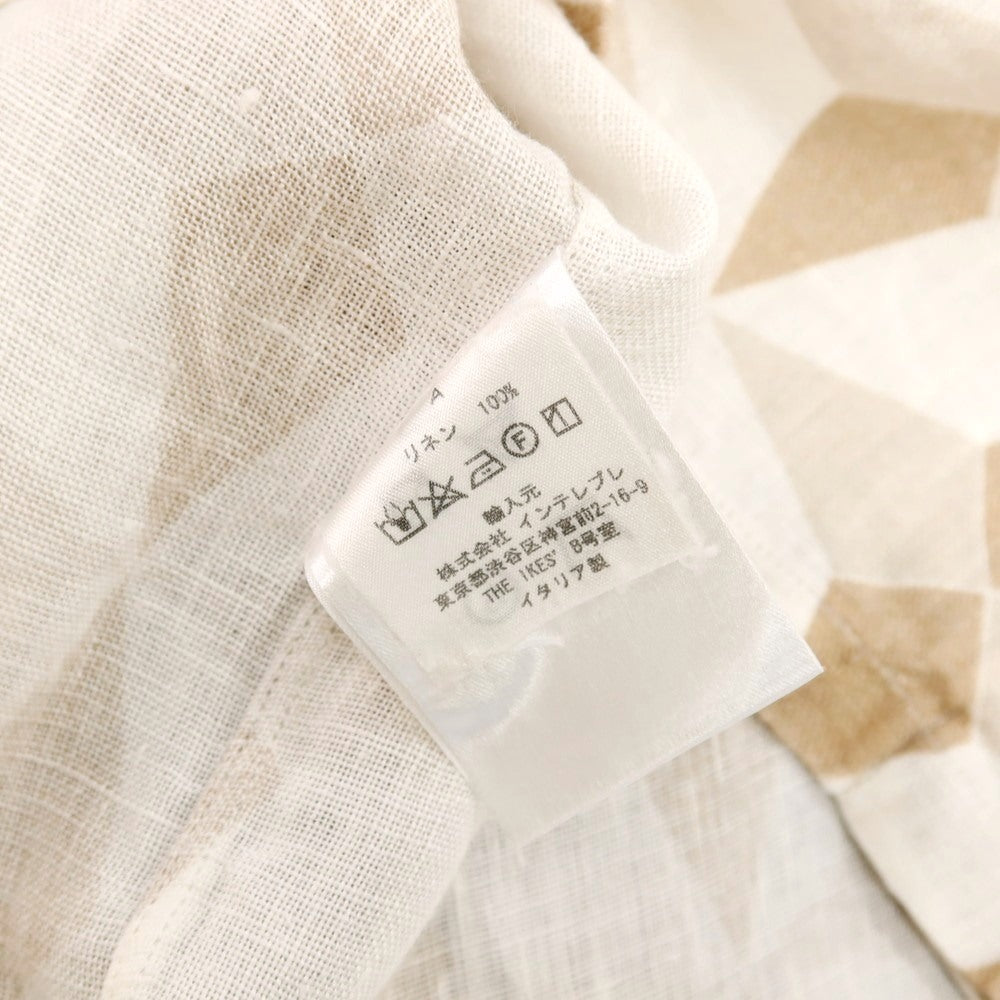 A
リネン 100%
F
輸入元
株式会社 インテレプレ
東京都渋谷区神宮前2-16-9
THE IKES' B号室
イタリア製